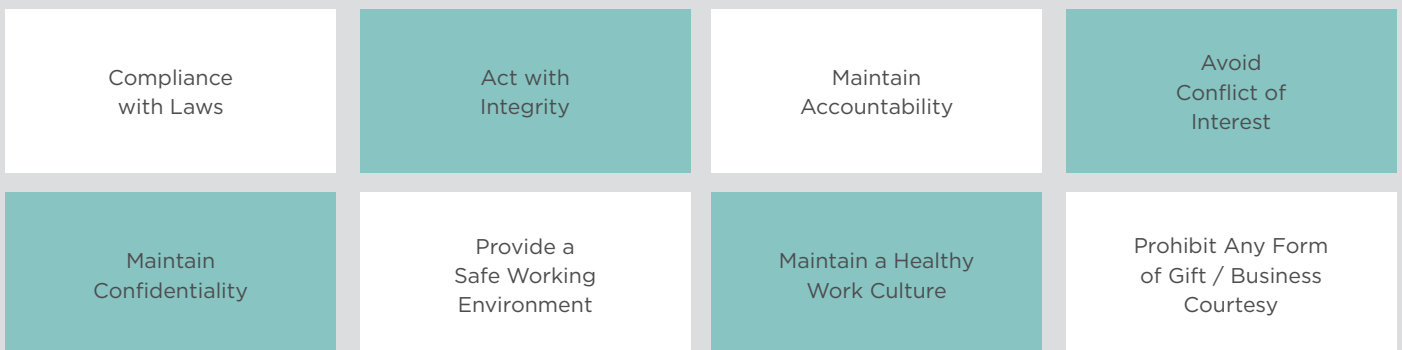 Compliance
with Laws
Act with
Integrity
Maintain
Accountability
Avoid
Conflict of
Interest
Maintain
Confidentiality
Provide a
Safe Working
Environment
Maintain a Healthy
Work Culture
Prohibit Any Form
of Gift / Business
Courtesy